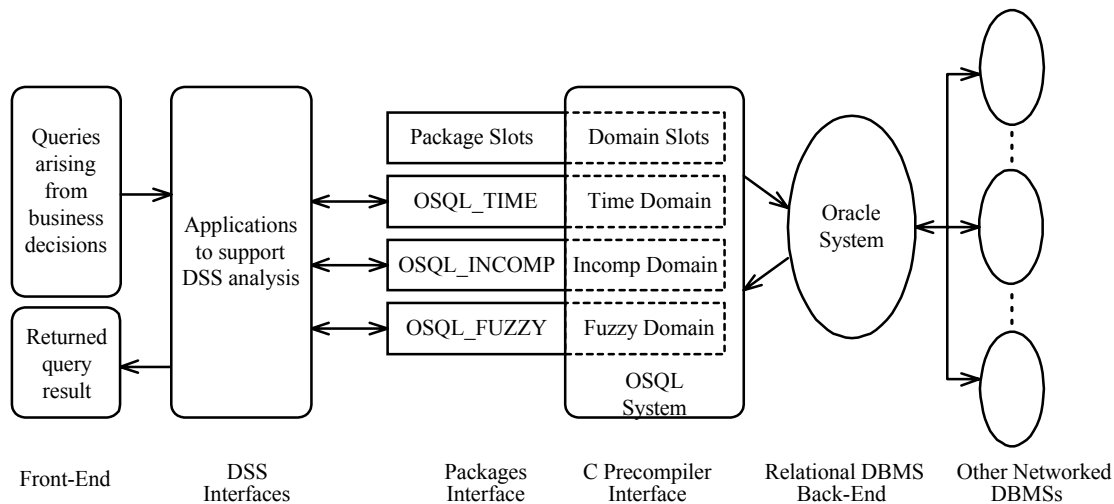 Queries
arising
from
business
decisions
Returned
query
result
Applications
to support
DSS analysis
Package Slots
Domain Slots
OSQL_TIME
Time Domain
OSQL_INCOMP
Incomp Domain
OSQL_FUZZY
Fuzzy Domain
OSQL
System
Oracle
System
Front-End
DSS
Interfaces
Packages
Interface
C Precompiler
Interface
Relational DBMS
Back-End
Other Networked
DBMSs